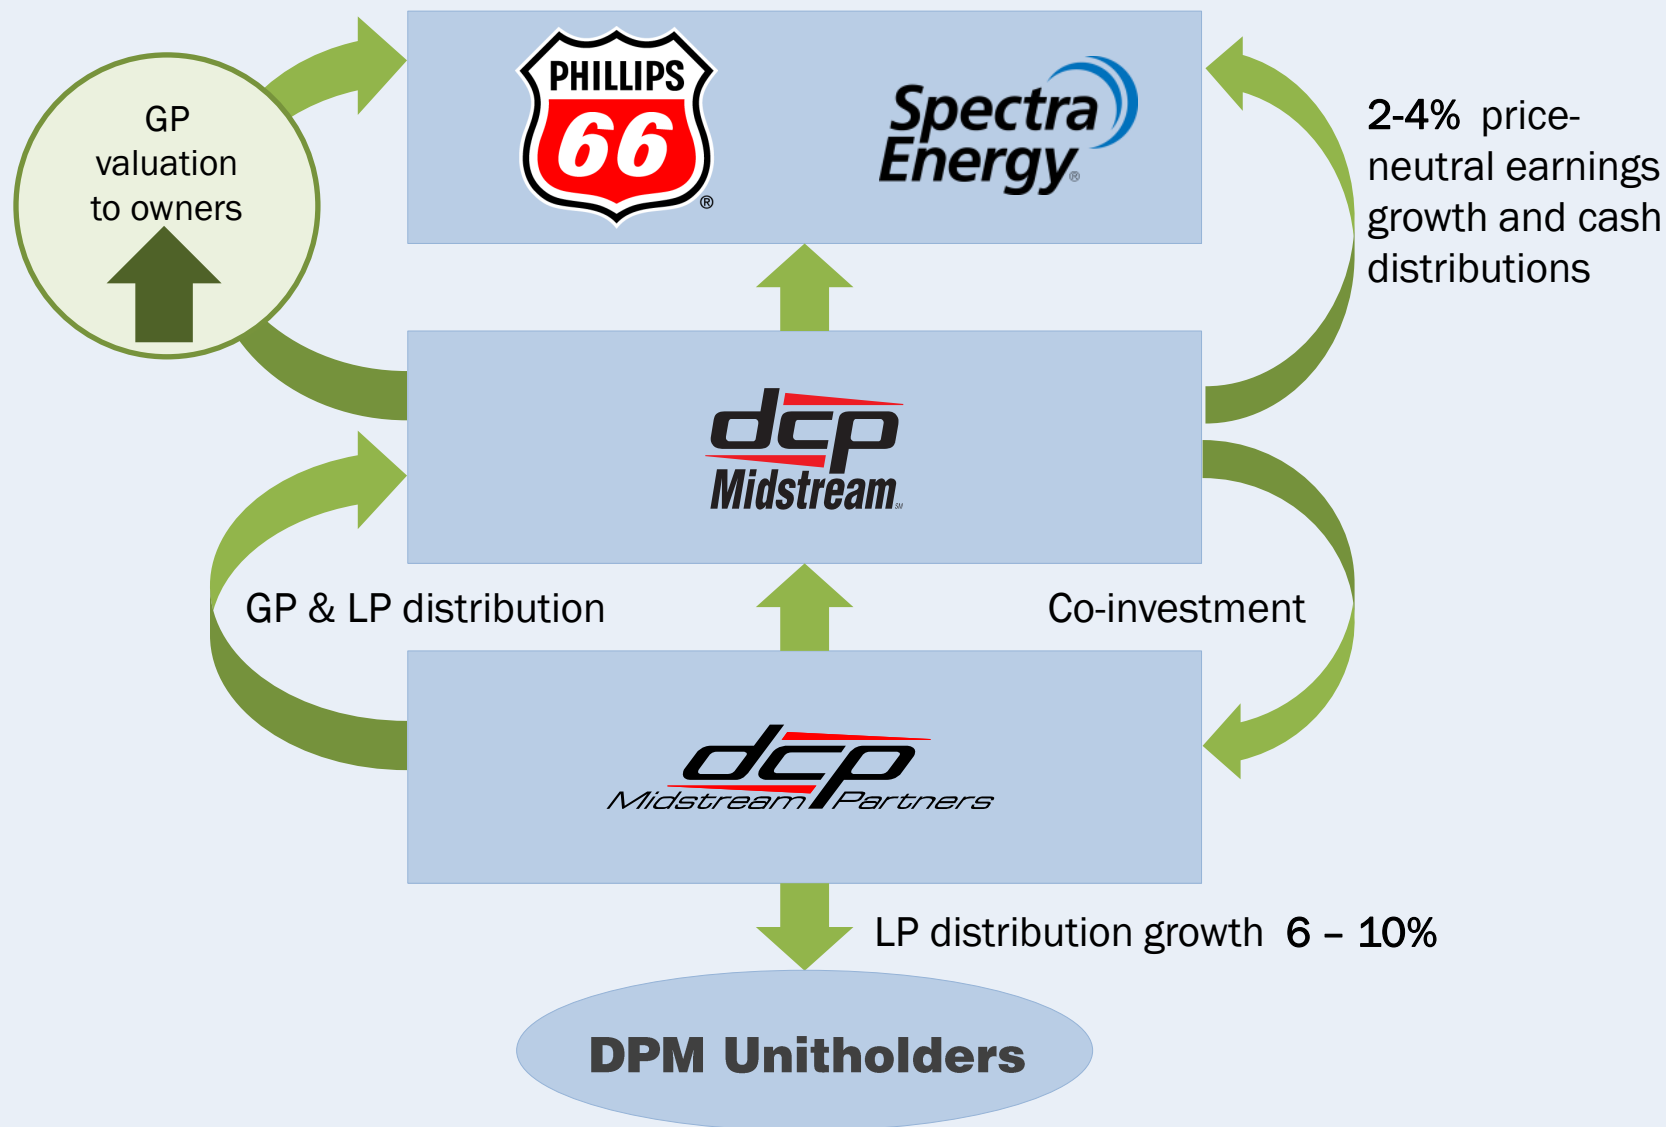 GP
valuation
to owners
PHILLIPS
66
®
Spectra
Energy®
2-4% price-
neutral earnings
growth and cash
distributions
dcp
Midstream SM
GP & LP distribution
Co-investment
dcp
Midstream Partners
LP distribution growth 6 – 10%
DPM Unitholders